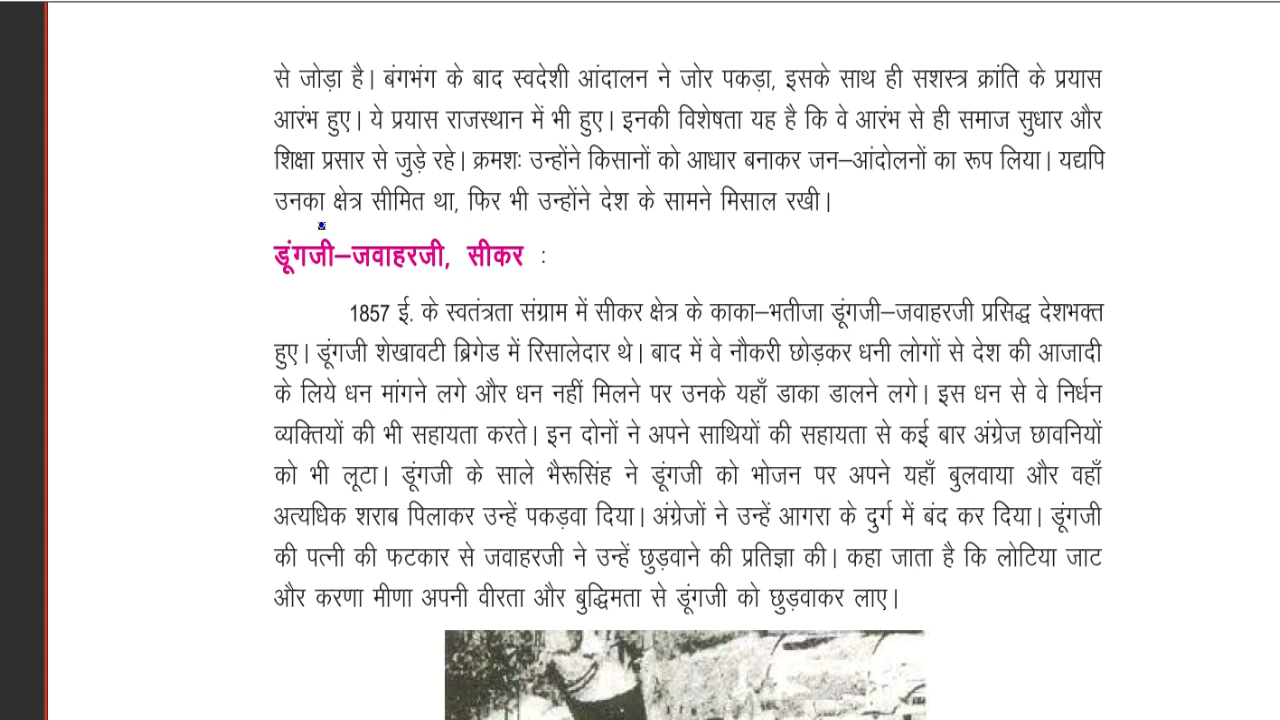 से जोड़ा है। बंगभंग के बाद स्वदेशी आंदालन ने जोर पकड़ा, इसके साथ ही सशस्त्र क्रांति के प्रयास
आरंभ हुए। ये प्रयास राजस्थान में भी हुए। इनकी विशेषता यह है कि वे आरंभ से ही समाज सुधार और
शिक्षा प्रसार से जुड़े रहे। क्रमशः उन्होंने किसानों को आधार बनाकर जन–आंदोलनों का रूप लिया। यद्यपि
उनका क्षेत्र सीमित था, फिर भी उन्होंने देश के सामने मिसाल रखी।
डूंगजी–जवाहरजी, सीकर :
1857 ई. के स्वतंत्रता संग्राम में सीकर क्षेत्र के काका–भतीजा डूंगजी–जवाहरजी प्रसिद्ध देशभक्त
हुए। डूंगजी शेखावटी ब्रिगेड में रिसालेदार थे। बाद में वे नौकरी छोड़कर धनी लोगों से देश की आजादी
के लिये धन मांगने लगे और धन नहीं मिलने पर उनके यहाँ डाका डालने लगे। इस धन से वे निर्धन
व्यक्तियों की भी सहायता करते। इन दोनों ने अपने साथियों की सहायता से कई बार अंग्रेज छावनियों
को भी लूटा। डूंगजी के साले भैरूसिंह ने डूंगजी को भोजन पर अपने यहाँ बुलवाया और वहाँ
अत्यधिक शराब पिलाकर उन्हें पकड़वा दिया। अंग्रेजों ने उन्हें आगरा के दुर्ग में बंद कर दिया। डूंगजी
की पत्नी की फटकार से जवाहरजी ने उन्हें छुड़वाने की प्रतिज्ञा की। कहा जाता है कि लोटिया जाट
और करणा मीणा अपनी वीरता और बुद्धिमता से डूंगजी को छुड़वाकर लाए।